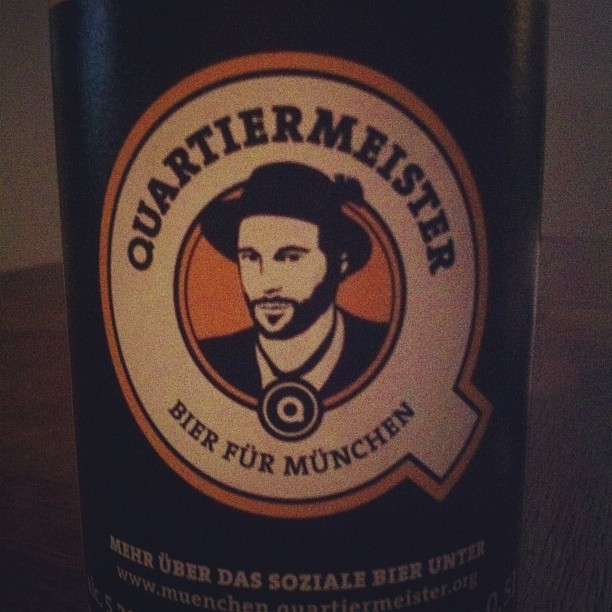 QUARTIERMEISTER
Q
BIER FÜR MÜNCHEN
MEHR ÜBER DAS SOZIALE BIER UNTER
www.muenchen.quartiermeister.org